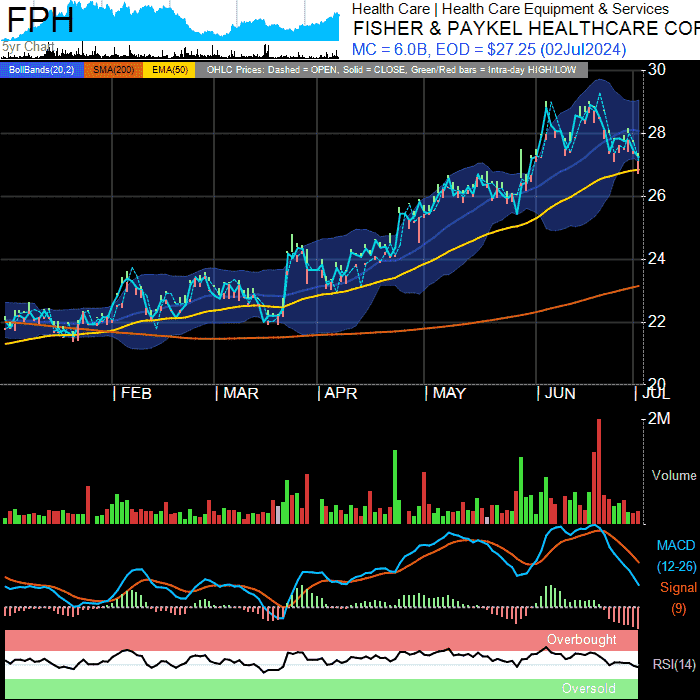 FPH
5yr Chart
Health Care | Health Care Equipment & Services
FISHER & PAYKEL HEALTHCARE COR
MC = 6.0B, EOD = $27.25 (02Jul2024)
BollBands(20,2) SMA(200) EMA(50) OHLC Prices: Dashed = OPEN, Solid = CLOSE, Green/Red bars = Intra-day HIGH/LOW
30
28
26
24
22
20
FEB MAR APR MAY JUN JUL
2M
Volume
MACD
(12-26)
Signal
(9)
Overbought
RSI(14)
Oversold